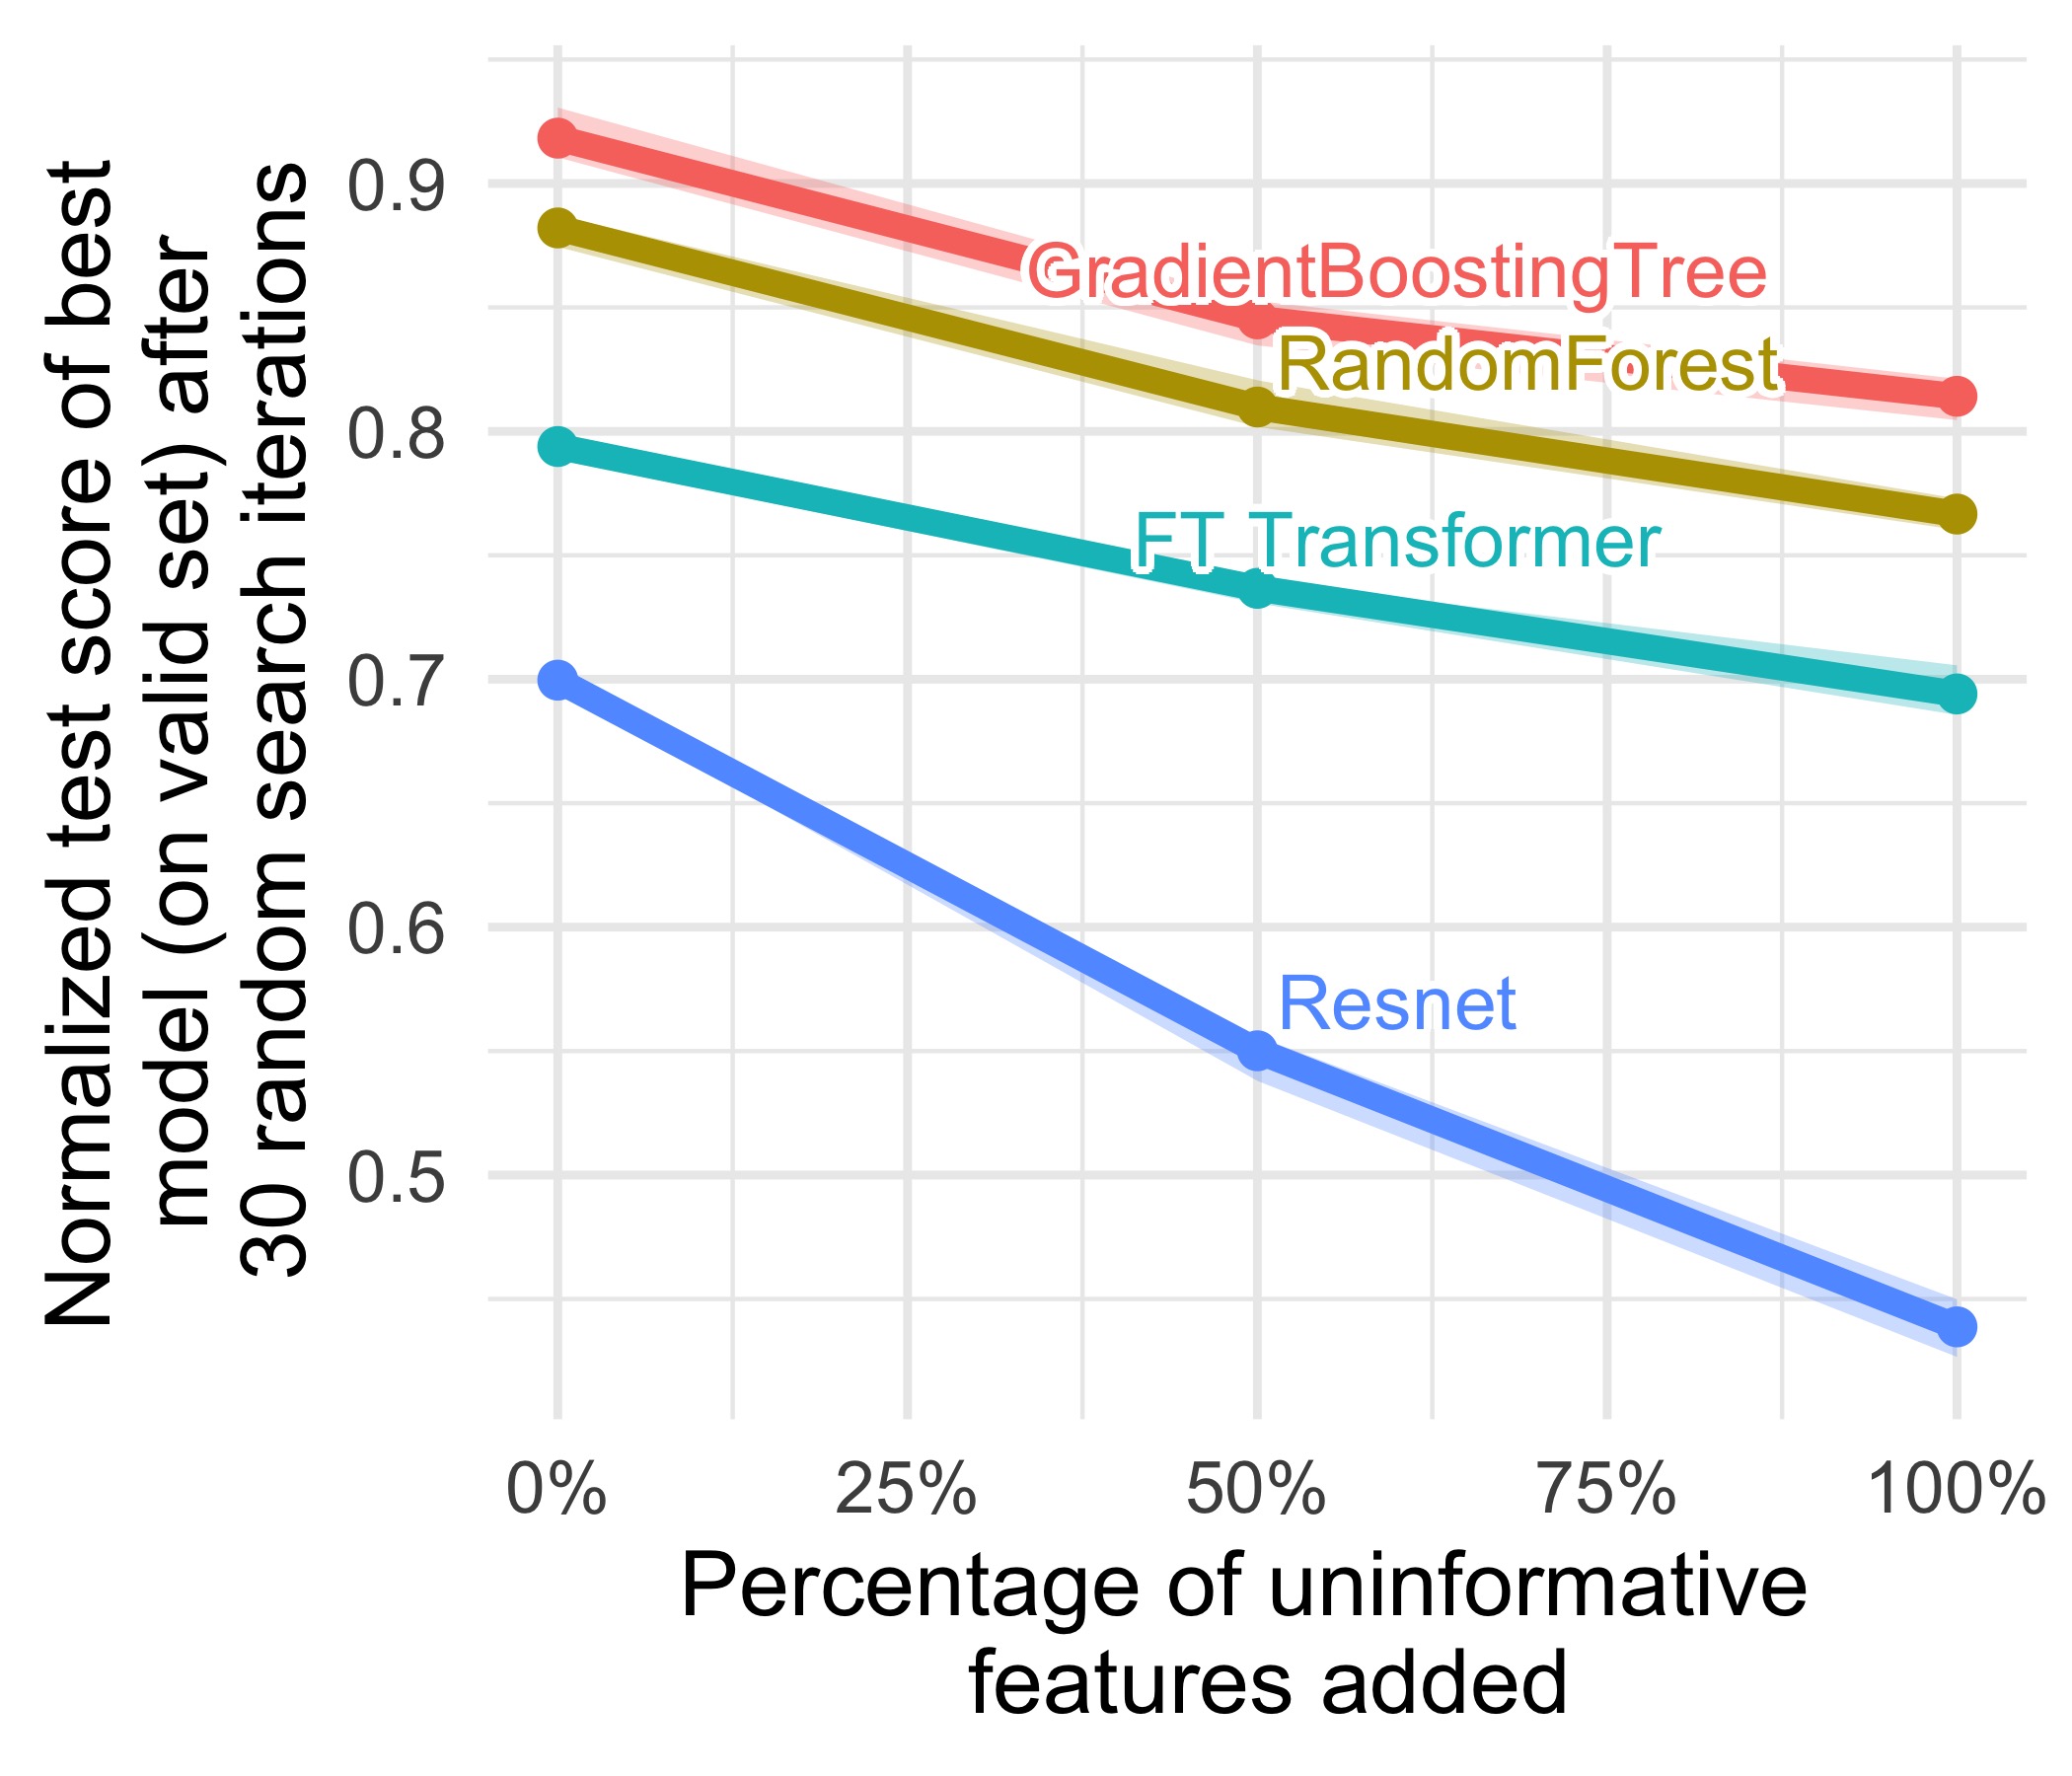 Normalized test score of best
model (on valid set) after
30 random search iterations
0.9
0.8
0.7
0.6
0.5
GradientBoostingTree
RandomForest
FT Transformer
Resnet
0%
25%
50%
75%
100%
Percentage of uninformative
features added